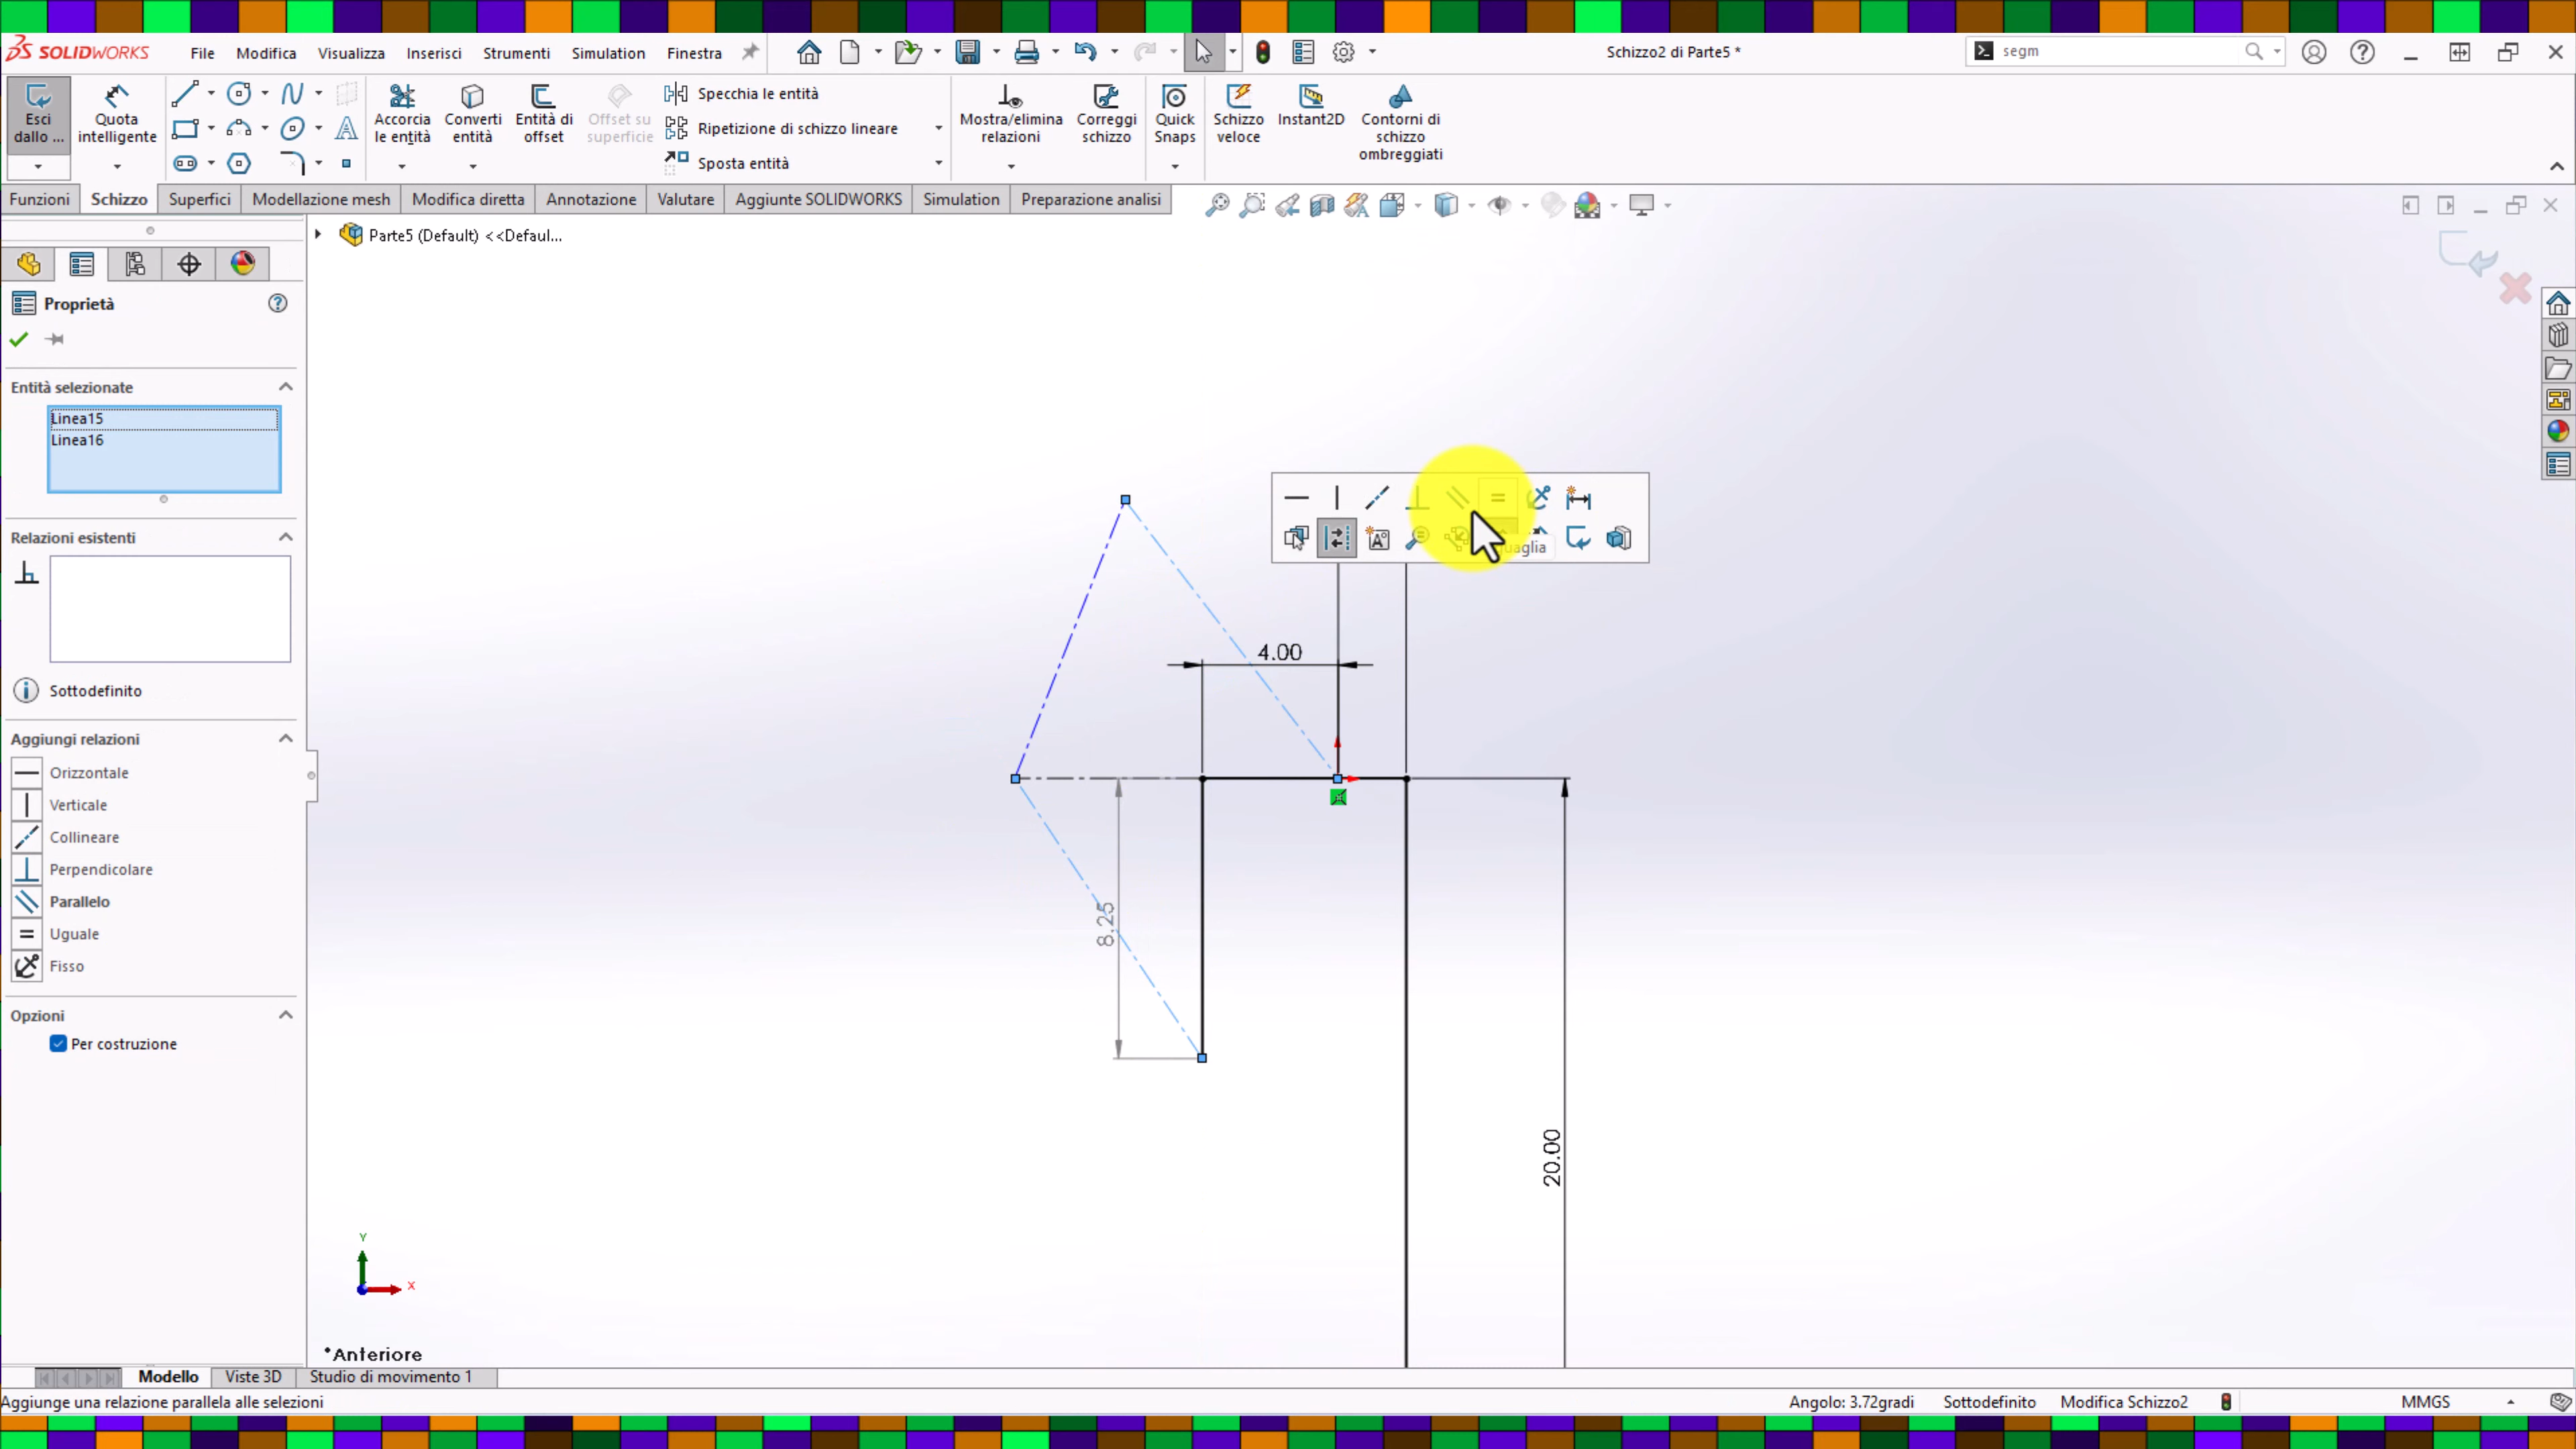 SOLIDWORKS File Modifica Visualizza Inserisci Strumenti Simulation Finestra Schizzo2 di Parte5 * segm
Esci dallo ...
Quota intelligente
Accorcia le entità
Converti entità
Entità di offset
Offset su superficie
Specchia le entità
Ripetizione di schizzo lineare
Sposta entità
Mostra/elimina relazioni
Correggi schizzo
Quick Snaps
Schizzo veloce
Instant2D
Contorni di schizzo ombreggiati
Funzioni Schizzo Superfici Modellazione mesh Modifica diretta Annotazione Valutare Aggiunte SOLIDWORKS Simulation Preparazione analisi
Parte5 (Default) <<Defaul...
Proprietà
Entità selezionate
Linea15
Linea16
Relazioni esistenti
Sottodefinito
Aggiungi relazioni
Orizzontale
Verticale
Collineare
Perpendicolare
Parallelo
Uguale
Fisso
Opzioni
Per costruzione
4.00
8.25
20.00
Y
X
*Anteriore
Modello Viste 3D Studio di movimento 1
Aggiunge una relazione parallela alle selezioni Angolo: 3.72gradi Sottodefinito Modifica Schizzo2 MMGS